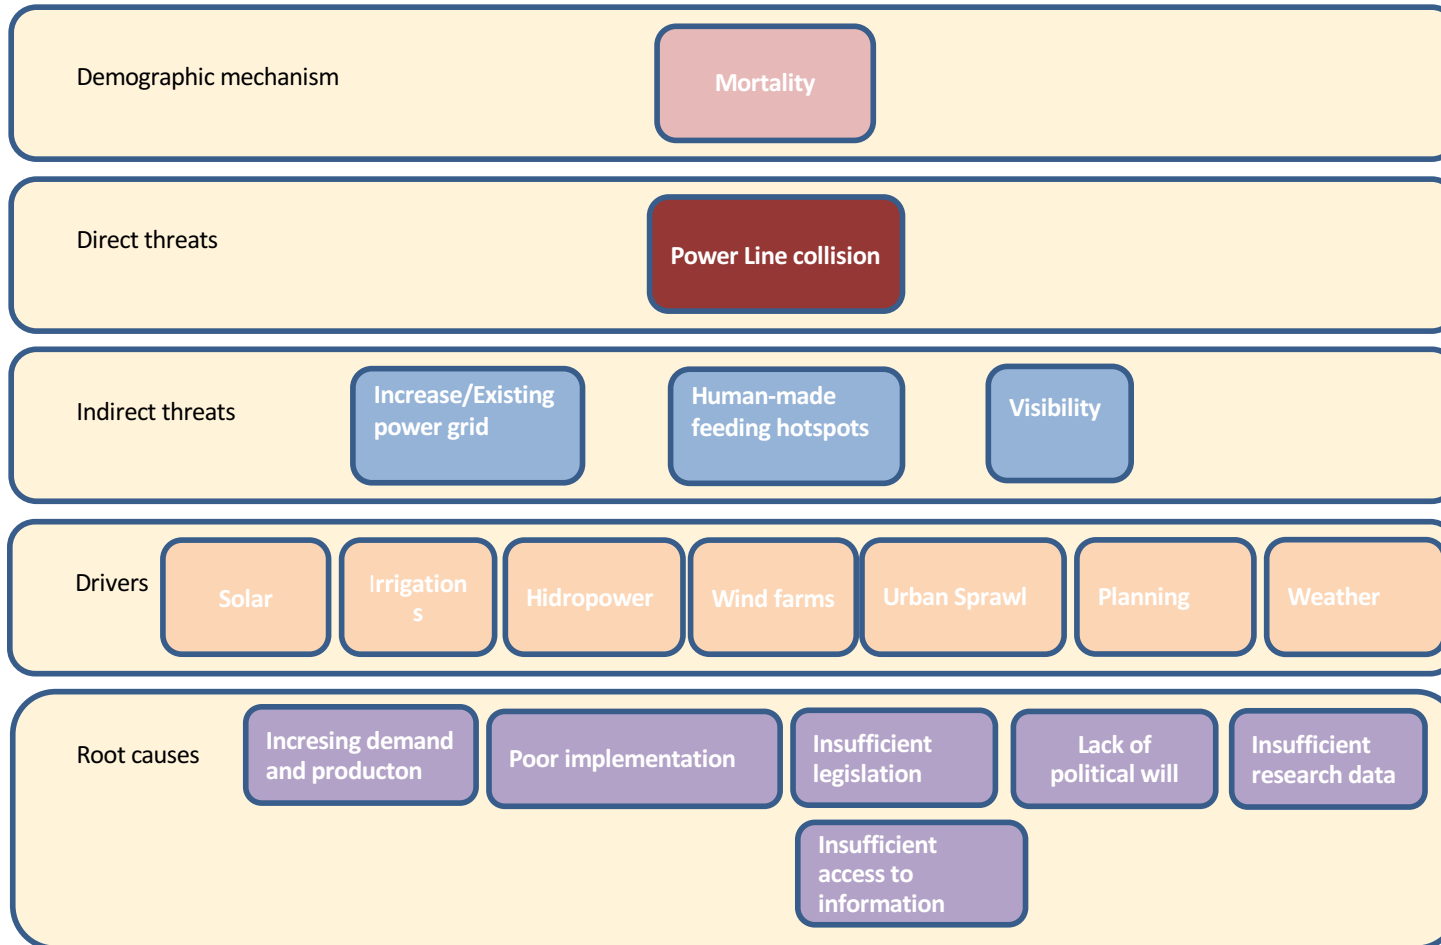 Demographic mechanism
Mortality
Direct threats
Power Line collision
Indirect threats
Increase/Existing
power grid
Human-made
feeding hotspots
Visibility
Drivers
Solar
Irrigation
s
Hidropower
Wind farms
Urban Sprawl
Planning
Weather
Root causes
Incresing demand
and producton
Poor implementation
Insufficient
legislation
Lack of
political will
Insufficient
research data
Insufficient
access to
information